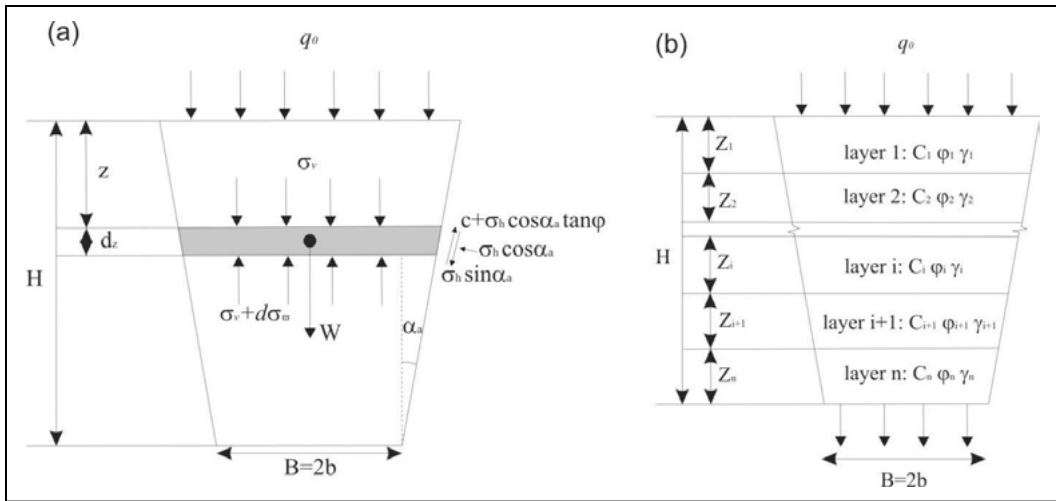 (a)
q₀
z
σᵥ
d_z
H
c+σₕ cosαₐ tanφ
σₕ cosαₐ
σₕ sinαₐ
σᵥ+dσ
W
αₐ
B=2b
(b)
q₀
Z₁
layer 1: C₁ φ₁ γ₁
Z₂
layer 2: C₂ φ₂ γ₂
H
Zᵢ
layer i: Cᵢ φᵢ γᵢ
Zᵢ₊₁
layer i+1: Cᵢ₊₁ φᵢ₊₁ γᵢ₊₁
Zₙ
layer n: Cₙ φₙ γₙ
B=2b